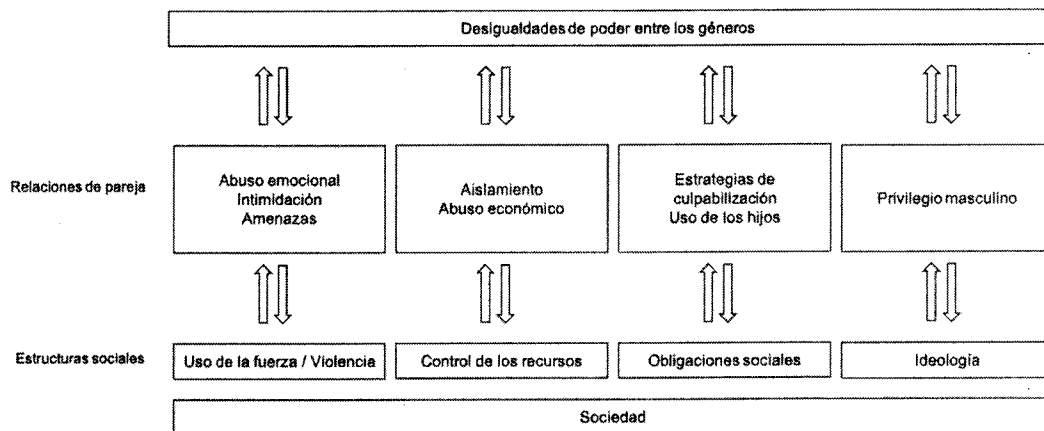 Desigualdades de poder entre los géneros
Relaciones de pareja
Abuso emocional
Intimidación
Amenazas
Aislamiento
Abuso económico
Estrategias de
culpabilización
Uso de los hijos
Privilegio masculino
Estructuras sociales
Uso de la fuerza / Violencia
Control de los recursos
Obligaciones sociales
Ideología
Sociedad